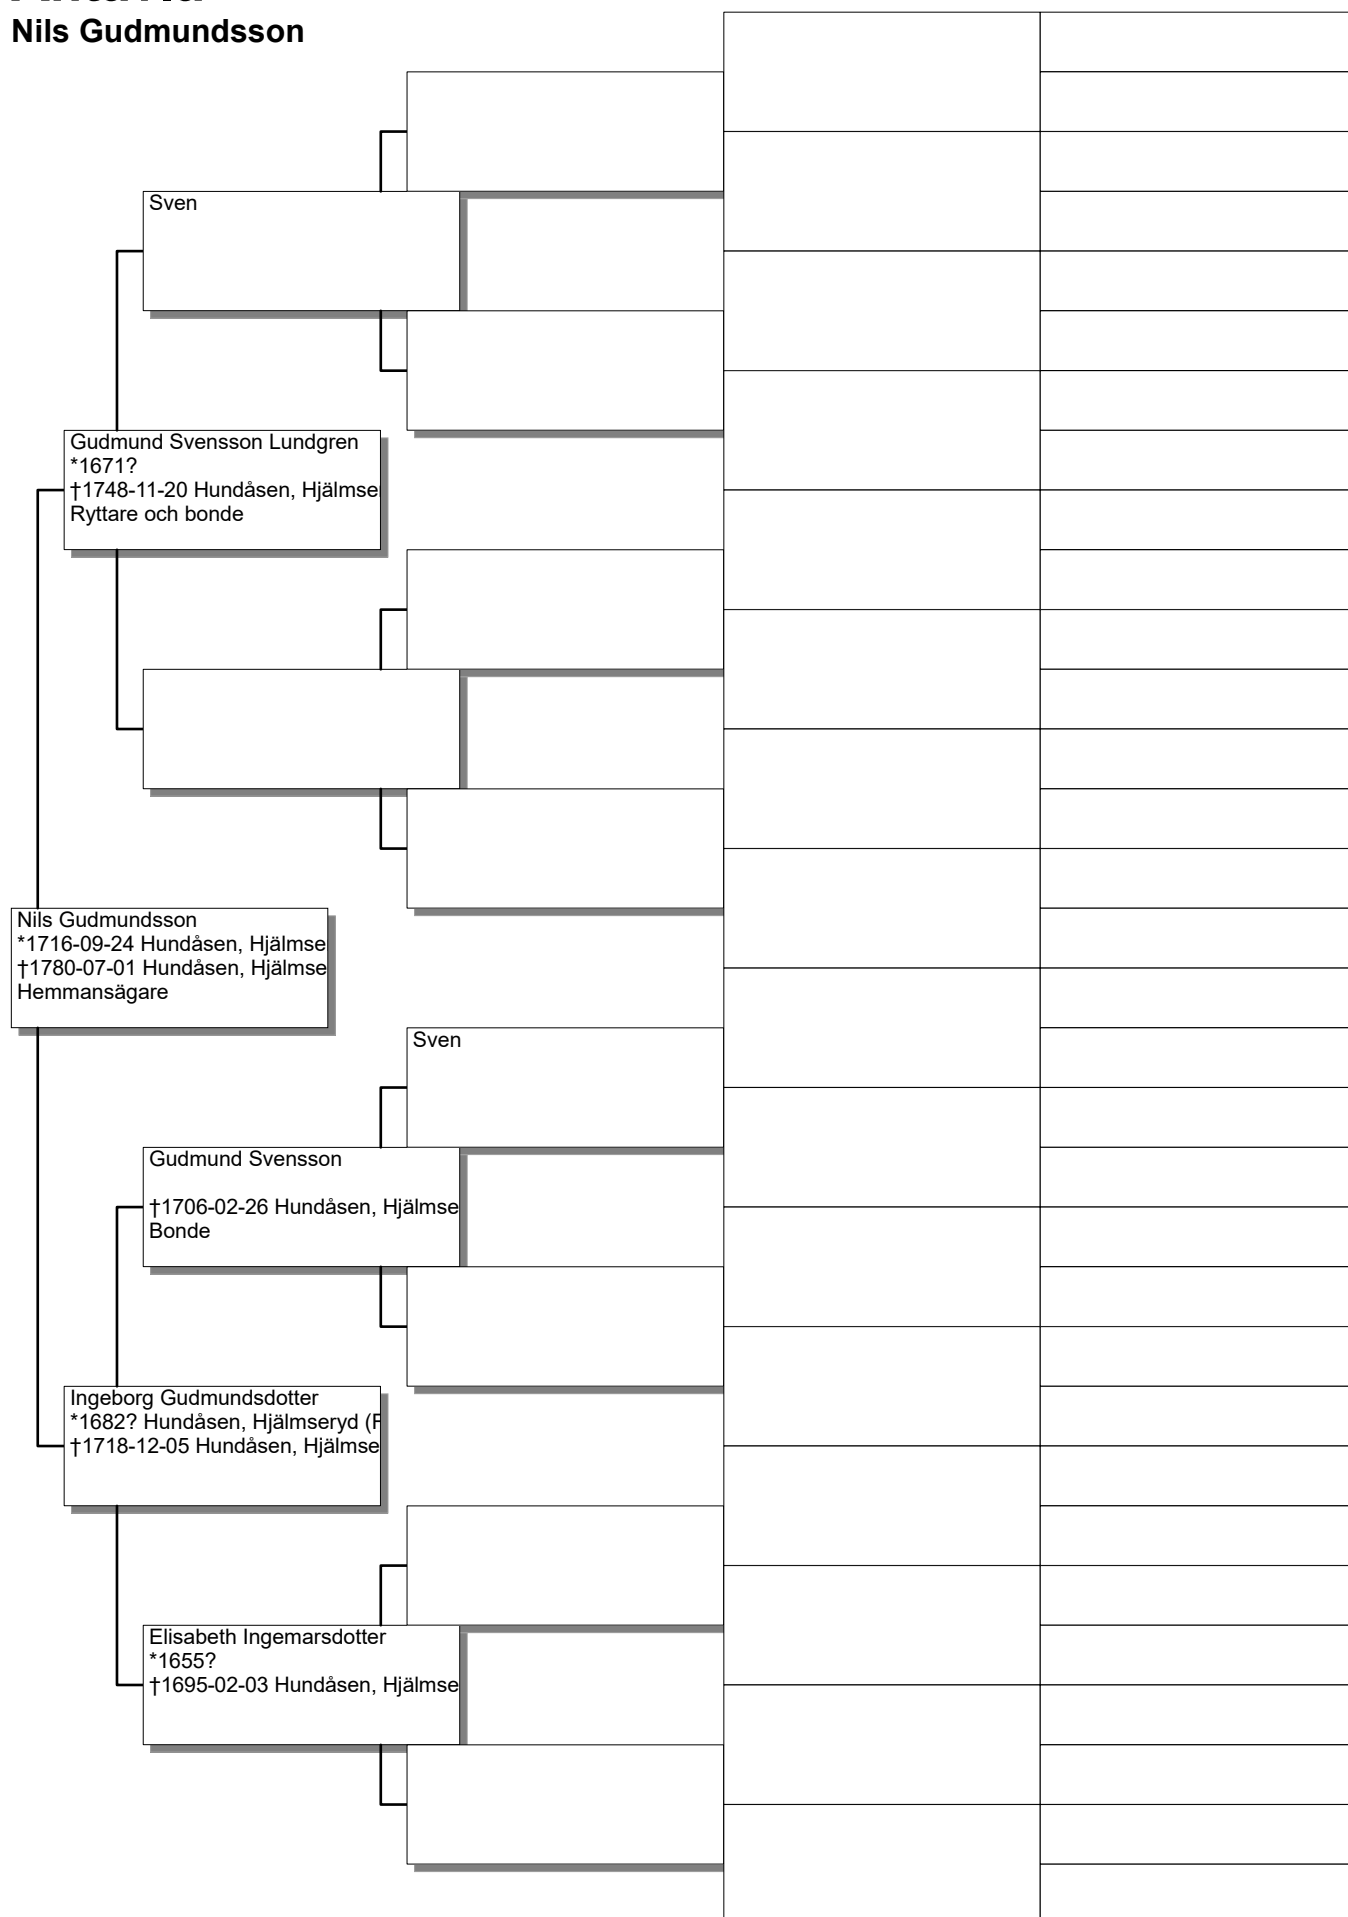 Nils Gudmundsson
Sven
Gudmund Svensson Lundgren
*1671?
†1748-11-20 Hundåsen, Hjälmse
Ryttare och bonde
Nils Gudmundsson
*1716-09-24 Hundåsen, Hjälmse
†1780-07-01 Hundåsen, Hjälmse
Hemmansägare
Sven
Gudmund Svensson
†1706-02-26 Hundåsen, Hjälmse
Bonde
Ingeborg Gudmundsdotter
*1682? Hundåsen, Hjälmseryd (F
†1718-12-05 Hundåsen, Hjälmse
Elisabeth Ingemarsdotter
*1655?
†1695-02-03 Hundåsen, Hjälmse